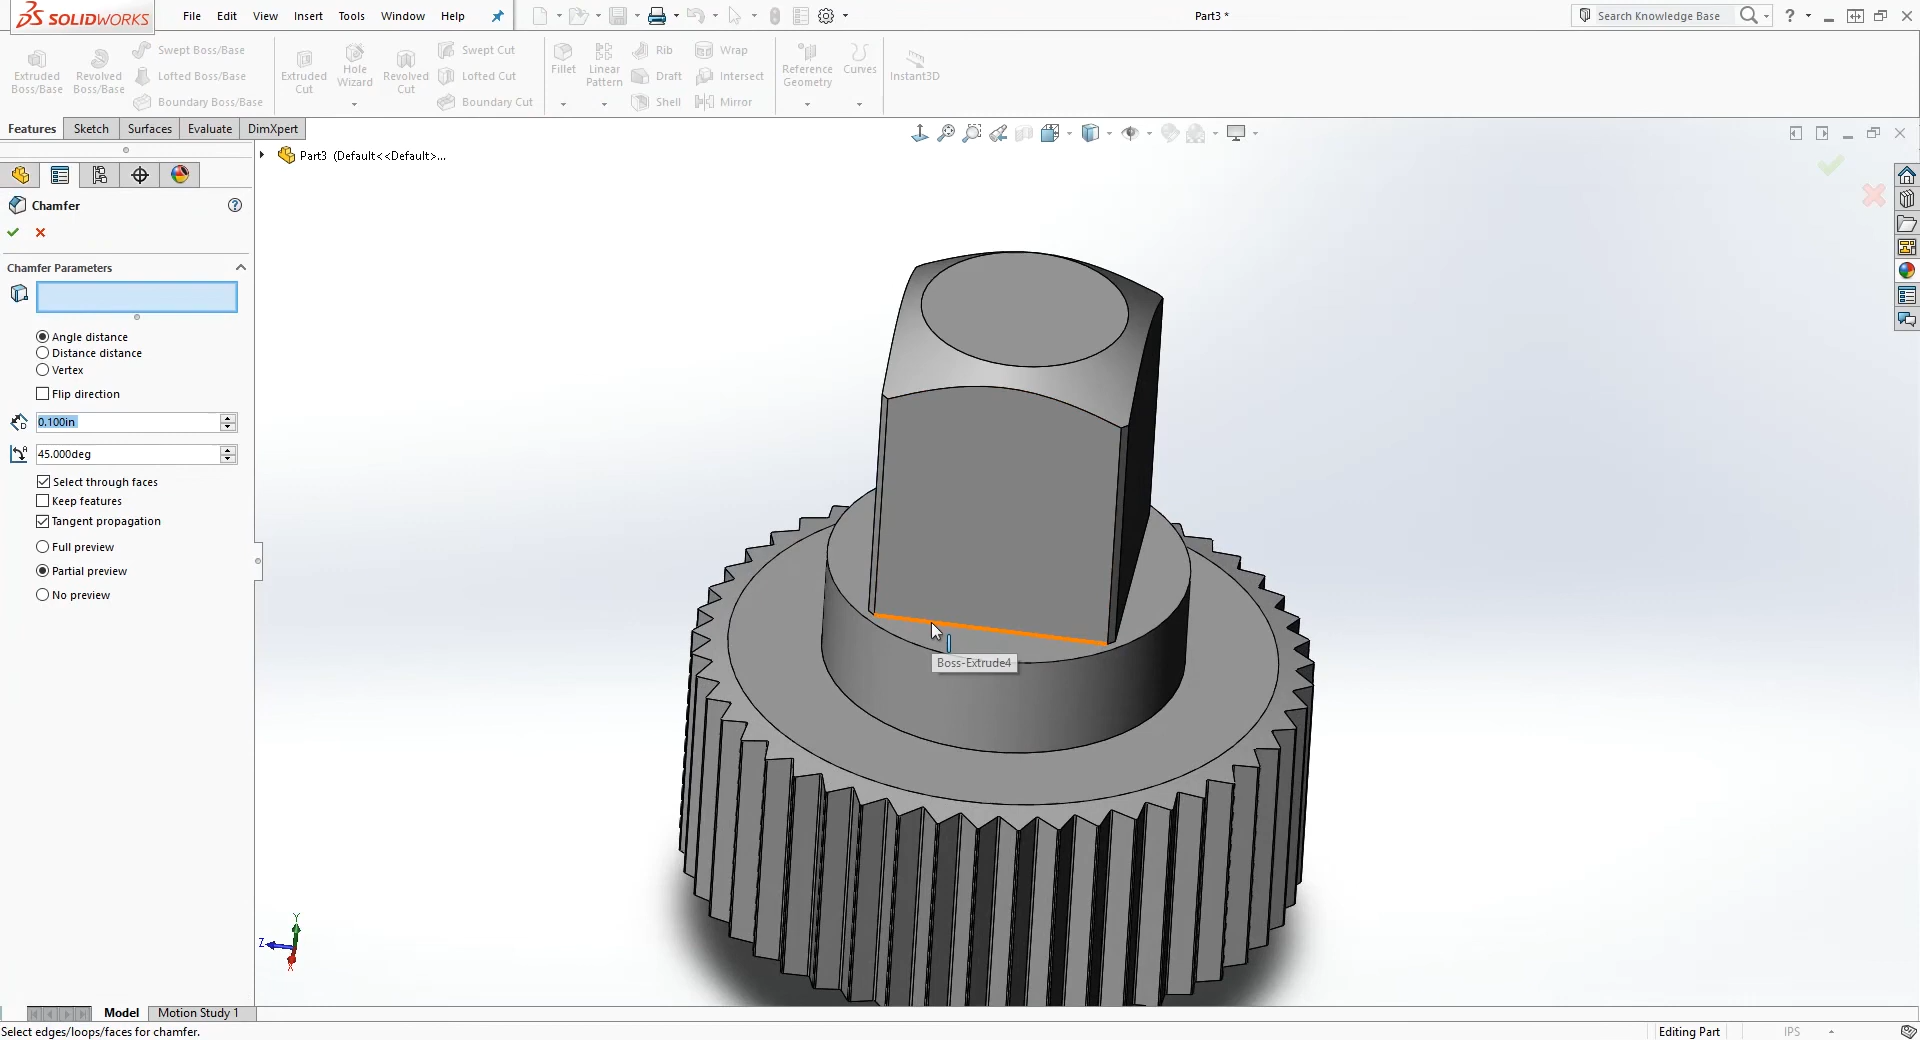 SOLIDWORKS
File Edit View Insert Tools Window Help
Part3 *
Search Knowledge Base
?
Extruded Boss/Base
Revolved Boss/Base
Swept Boss/Base
Lofted Boss/Base
Boundary Boss/Base
Extruded Cut
Hole Wizard
Revolved Cut
Swept Cut
Lofted Cut
Boundary Cut
Fillet
Linear Pattern
Rib
Draft
Shell
Wrap
Intersect
Mirror
Reference Geometry
Curves
Instant3D
Features Sketch Surfaces Evaluate DimXpert
Part3 (Default<<Default>...
Chamfer
?
Chamfer Parameters
Angle distance
Distance distance
Vertex
Flip direction
D 0.100in
A 45.000deg
Select through faces
Keep features
Tangent propagation
Full preview
Partial preview
No preview
Boss-Extrude4
Y
Z
X
Model Motion Study 1
Select edges/loops/faces for chamfer.
Editing Part
IPS